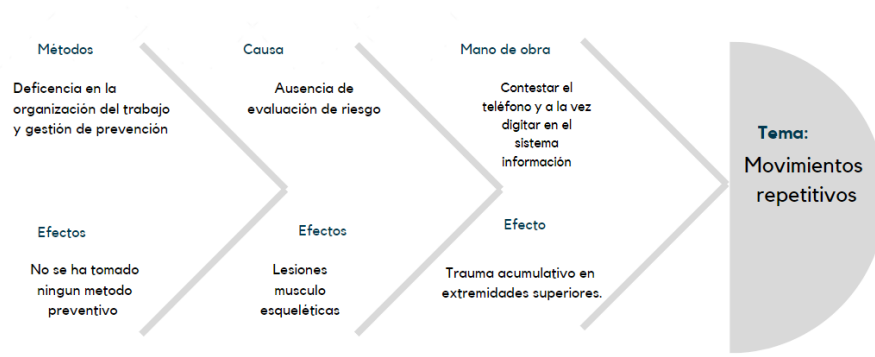 Métodos
Deficencia en la
organización del trabajo
y gestión de prevención
Causa
Ausencia de
evaluación de riesgo
Mano de obra
Contestar el
teléfono y a la vez
digitar en el
sistema
información
Tema:
Movimientos
repetitivos
Efectos
No se ha tomado
ningun metodo
preventivo
Efectos
Lesiones
musculo
esqueléticas
Efecto
Trauma acumulativo en
extremidades superiores.